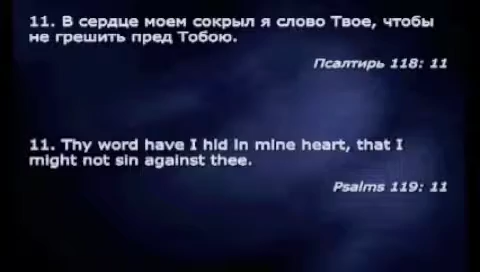 11. В сердце моем сокрыл я слово Твое, чтобы
не грешить пред Тобою.
Псалтирь 118: 11
11. Thy word have I hid in mine heart, that I
might not sin against thee.
Psalms 119: 11